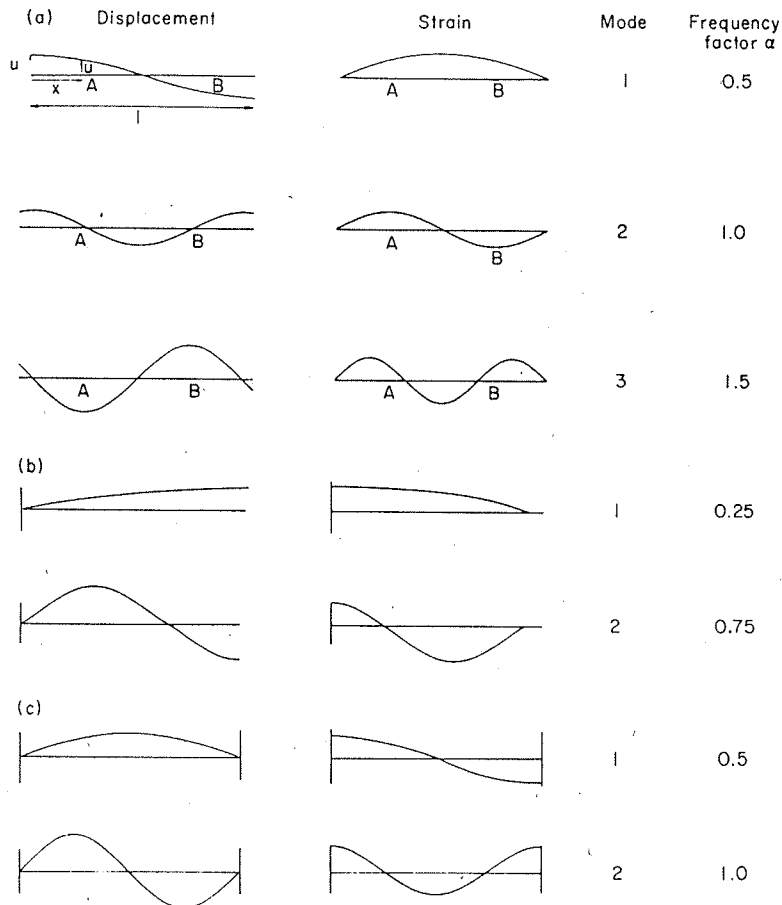 (a) Displacement Strain Mode Frequency factor α
u u
A B A B 1 0.5
x
l
A B A B 2 1.0
A B A B 3 1.5
(b)
1 0.25
2 0.75
(c)
1 0.5
2 1.0